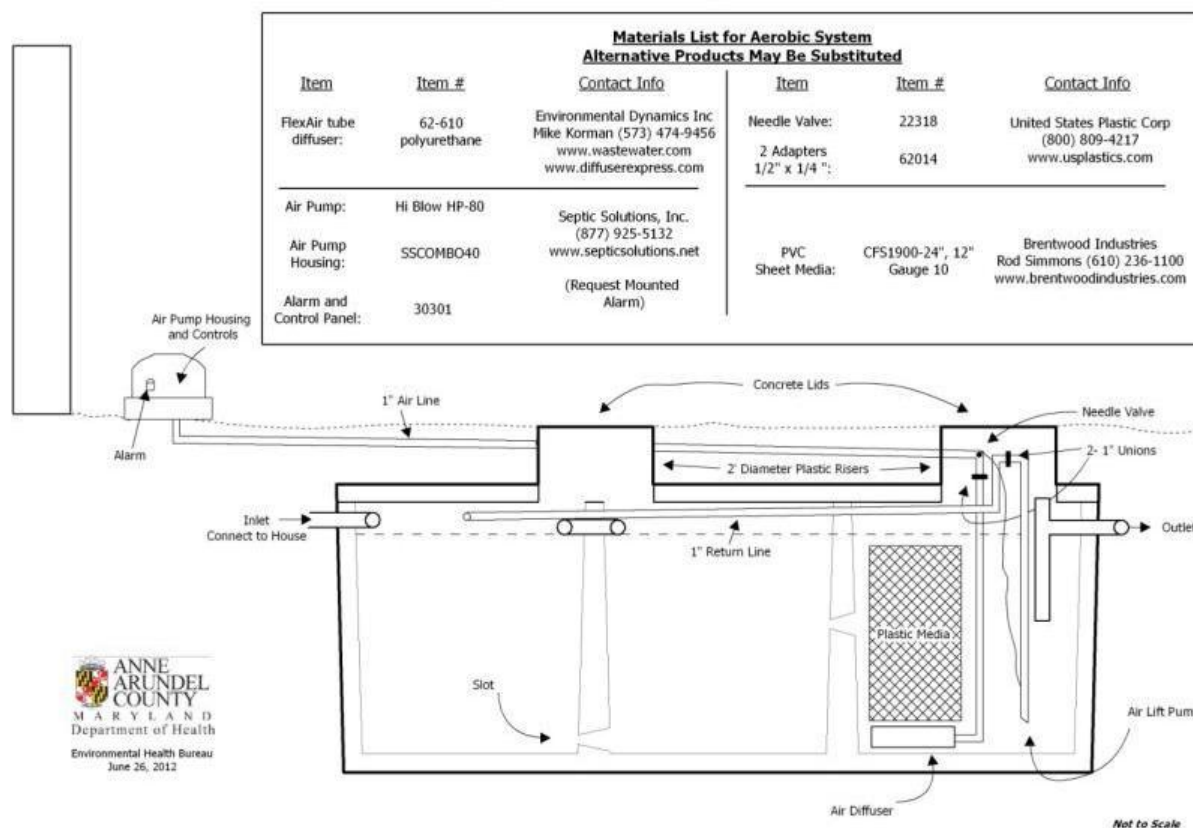 Materials List for Aerobic System
Alternative Products May Be Substituted
Item
Item #
Contact Info
FlexAir tube
diffuser:
62-610
polyurethane
Environmental Dynamics Inc
Mike Korman (573) 474-9456
www.wastewater.com
www.diffuserexpress.com
Air Pump:
Hi Blow HP-80
Air Pump
Housing:
SSCOMBO40
Alarm and
Control Panel:
30301
Septic Solutions, Inc.
(877) 925-5132
www.septicsolutions.net
(Request Mounted
Alarm)
Item
Item #
Contact Info
Needle Valve:
22318
2 Adapters
1/2" x 1/4 ":
62014
United States Plastic Corp
(800) 809-4217
www.usplastics.com
PVC
Sheet Media:
CFS1900-24", 12"
Gauge 10
Brentwood Industries
Rod Simmons (610) 236-1100
www.brentwoodindustries.com
Air Pump Housing
and Controls
Alarm
1" Air Line
Concrete Lids
Needle Valve
2' Diameter Plastic Risers
2- 1" Unions
Inlet
Connect to House
1" Return Line
Outlet
Plastic Media
Slot
Air Lift Pump
Air Diffuser
ANNE
ARUNDEL
COUNTY
MARYLAND
Department of Health
Environmental Health Bureau
June 26, 2012
Not to Scale